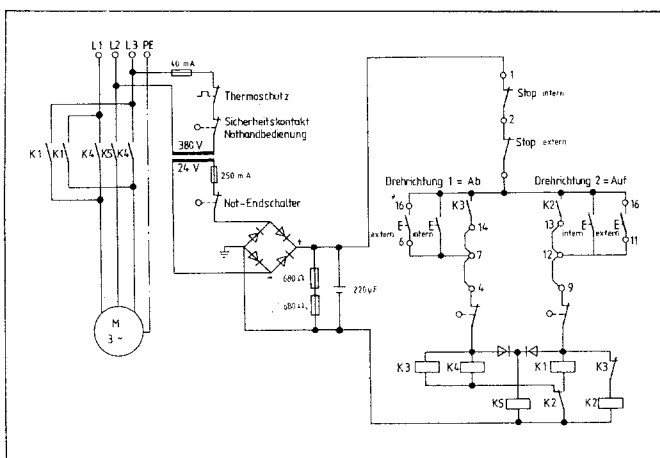 L1 L2 L3 PE
40 mA
Thermoschutz
Sicherheitskontakt
Nothandbedienung
K1 K1 K4 K5 K4
380 V
24 V
250 mA
Not-Endschalter
+
-
680 Ω
680 Ω
220 µF
M
3 ~
1
Stop intern
2
Stop extern
Drehrichtung 1 = Ab
Drehrichtung 2 = Auf
16 E 6 extern
E intern
K3
14
7
4
K2
13
12
9
intern E
extern E
16
11
K3 K4 K1 K3
K5 K2 K2